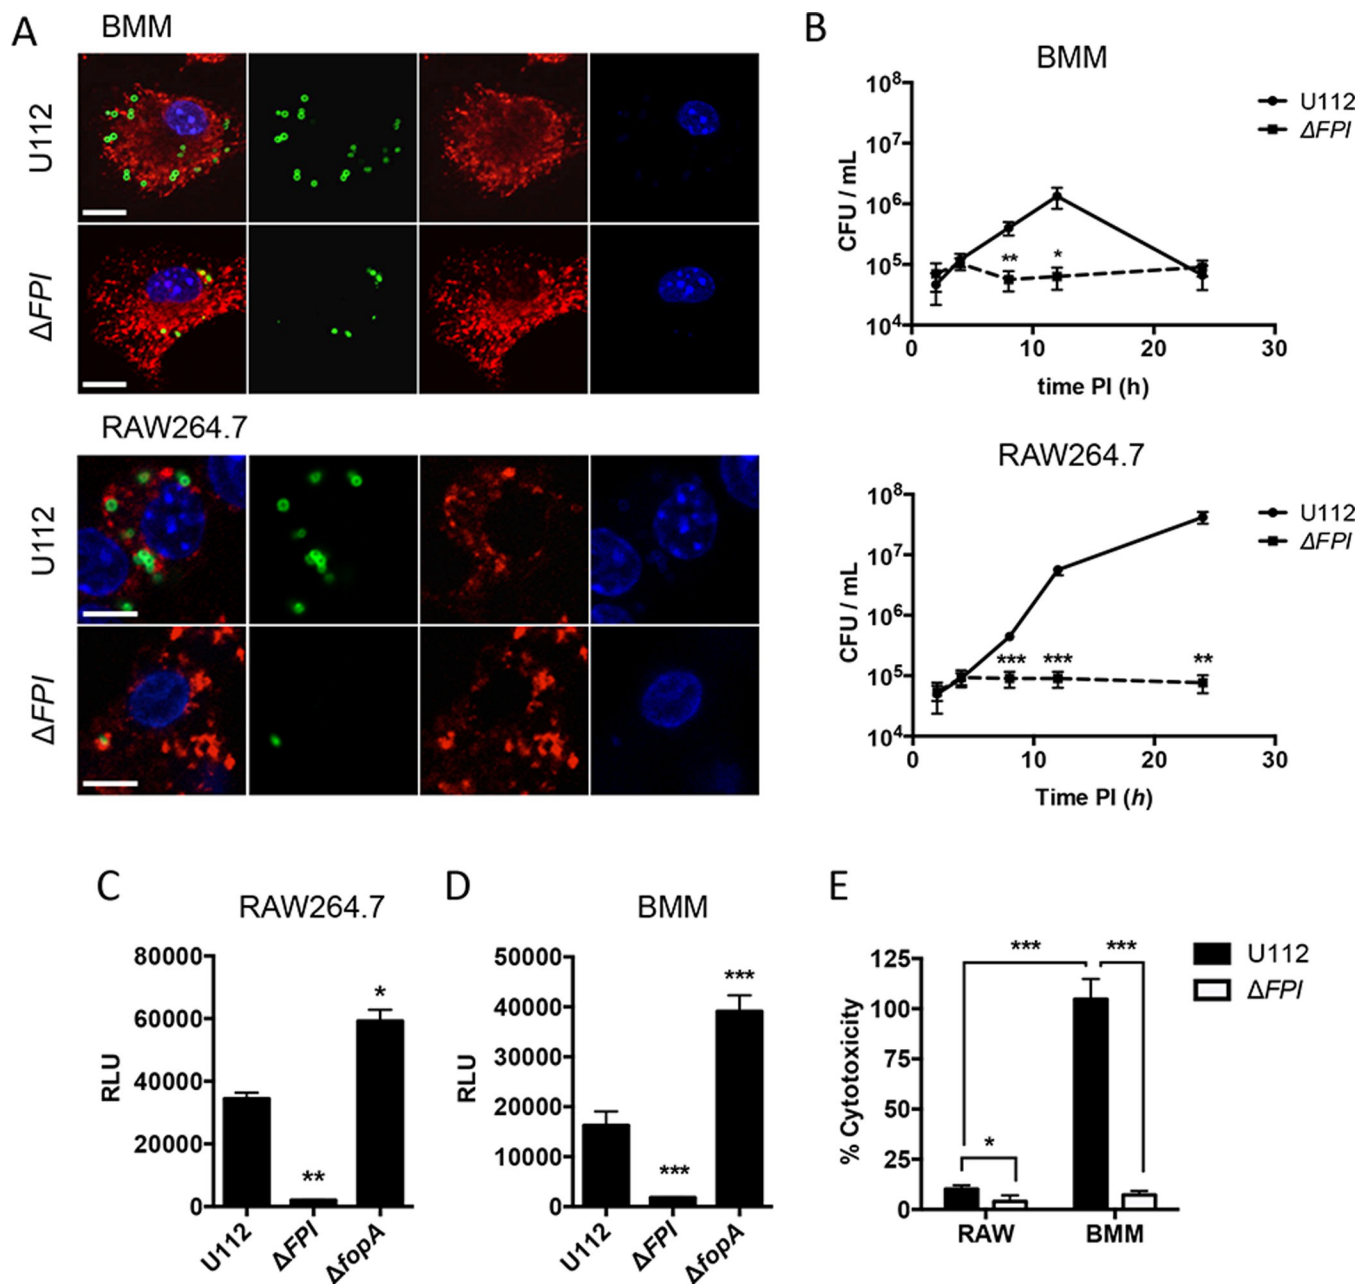 A
BMM
U112
ΔFPI
RAW264.7
U112
ΔFPI
B
BMM
10⁸
10⁷
10⁶
10⁵
10⁴
CFU / mL
** *
0 10 20 30
time PI (h)
U112
ΔFPI
RAW264.7
10⁸
10⁷
10⁶
10⁵
10⁴
CFU / mL
*** *** **
0 10 20 30
Time PI (h)
U112
ΔFPI
C
RAW264.7
80000
60000
40000
20000
0
RLU
**
*
U112 ΔFPI ΔfopA
D
BMM
50000
40000
30000
20000
10000
0
RLU
***
***
U112 ΔFPI ΔfopA
E
U112
ΔFPI
125
100
75
50
25
0
% Cytotoxicity
*** ***
*
RAW BMM